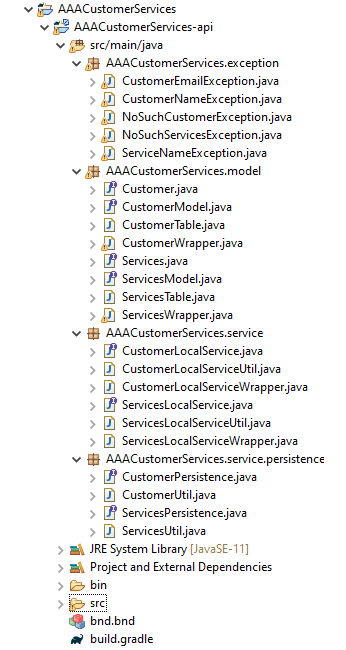 AAACustomerServices
AAACustomerServices-api
src/main/java
AAACustomerServices.exception
CustomerEmailException.java
CustomerNameException.java
NoSuchCustomerException.java
NoSuchServicesException.java
ServiceNameException.java
AAACustomerServices.model
Customer.java
CustomerModel.java
CustomerTable.java
CustomerWrapper.java
Services.java
ServicesModel.java
ServicesTable.java
ServicesWrapper.java
AAACustomerServices.service
CustomerLocalService.java
CustomerLocalServiceUtil.java
CustomerLocalServiceWrapper.java
ServicesLocalService.java
ServicesLocalServiceUtil.java
ServicesLocalServiceWrapper.java
AAACustomerServices.service.persistence
CustomerPersistence.java
CustomerUtil.java
ServicesPersistence.java
ServicesUtil.java
JRE System Library [JavaSE-11]
Project and External Dependencies
bin
src
bnd.bnd
build.gradle